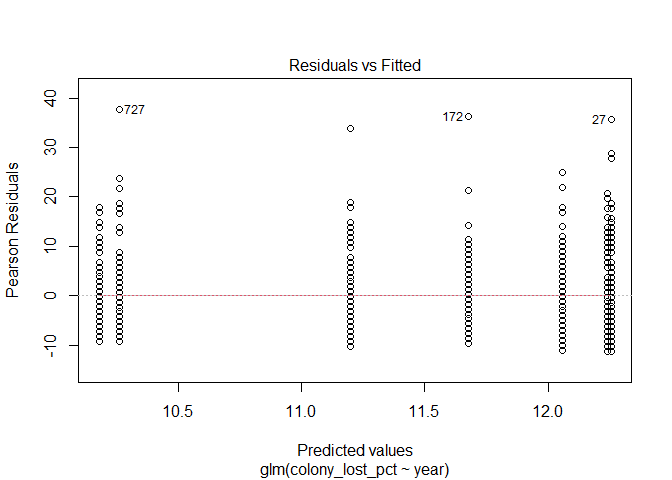 Residuals vs Fitted
Pearson Residuals
40
30
20
10
0
-10
727
172
27
10.5 11.0 11.5 12.0
Predicted values
glm(colony_lost_pct ~ year)